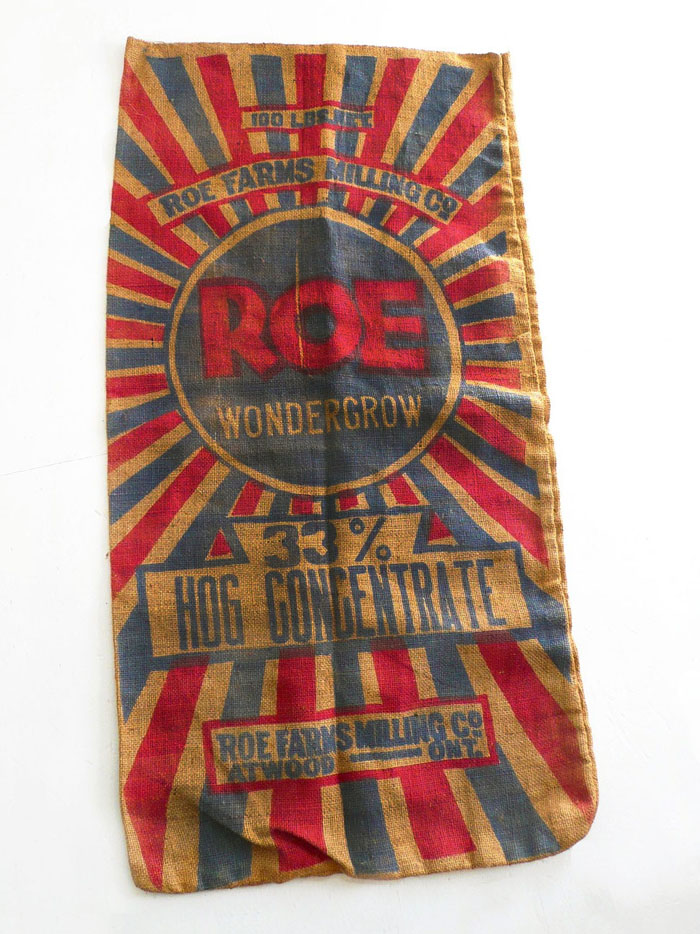 100 LBS. NET.
ROE FARMS MILLING Co
ROE
WONDERGROW
33%
HOG CONCENTRATE
ROE FARMS MILLING Co
ATWOOD — ONT.